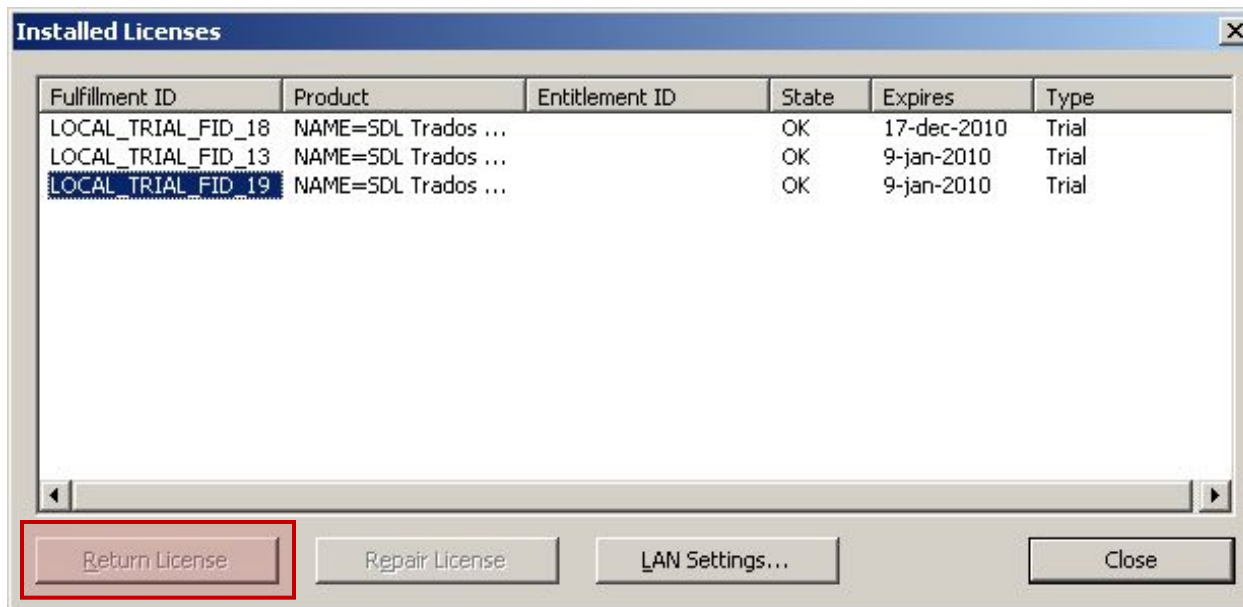 Installed Licenses
Fulfillment ID Product Entitlement ID State Expires Type
LOCAL_TRIAL_FID_18 NAME=SDL Trados ... OK 17-dec-2010 Trial
LOCAL_TRIAL_FID_13 NAME=SDL Trados ... OK 9-jan-2010 Trial
LOCAL_TRIAL_FID_19 NAME=SDL Trados ... OK 9-jan-2010 Trial
Return License Repair License LAN Settings... Close